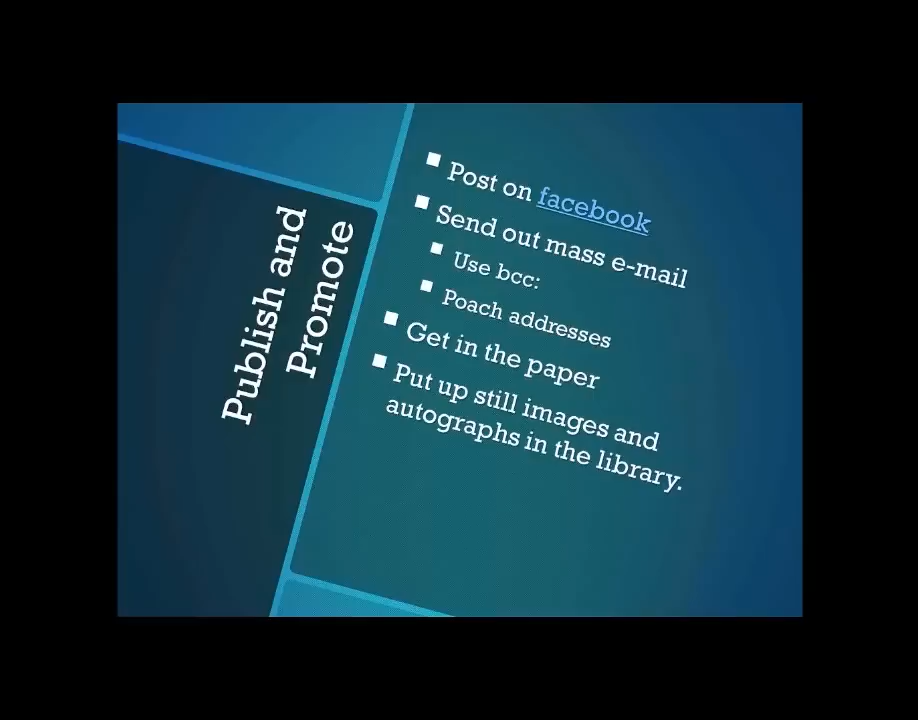 Publish and
Promote
Post on facebook
Send out mass e-mail
Use bcc:
Poach addresses
Get in the paper
Put up still images and
autographs in the library.